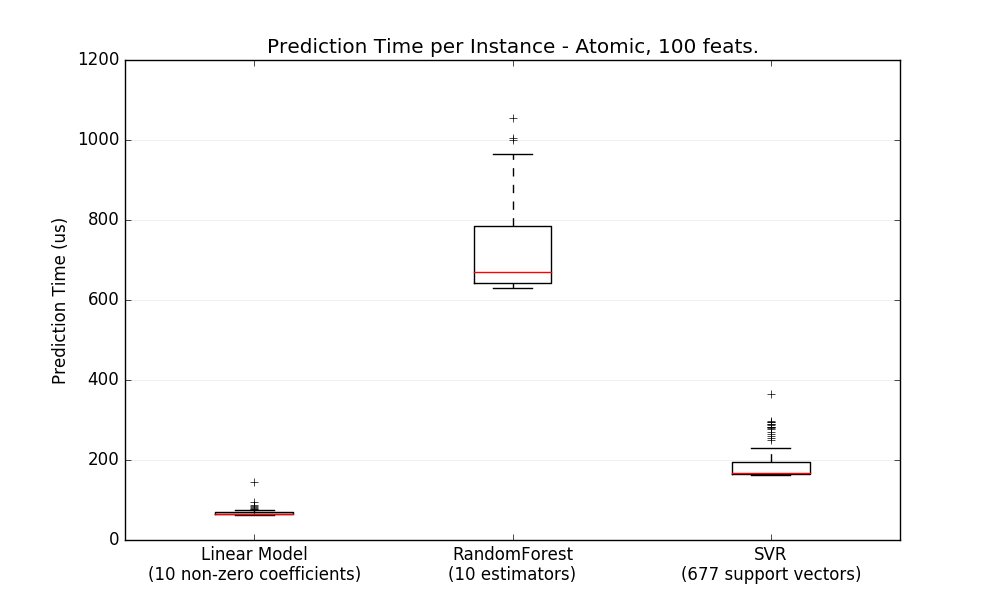 Prediction Time per Instance - Atomic, 100 feats.
1200
1000
800
600
400
200
0
Prediction Time (us)
Linear Model
(10 non-zero coefficients)
RandomForest
(10 estimators)
SVR
(677 support vectors)